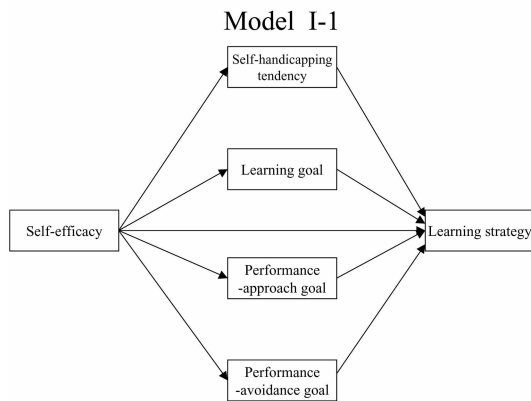 Model I-1
Self-handicapping
tendency
Learning goal
Self-efficacy
Learning strategy
Performance
-approach goal
Performance
-avoidance goal